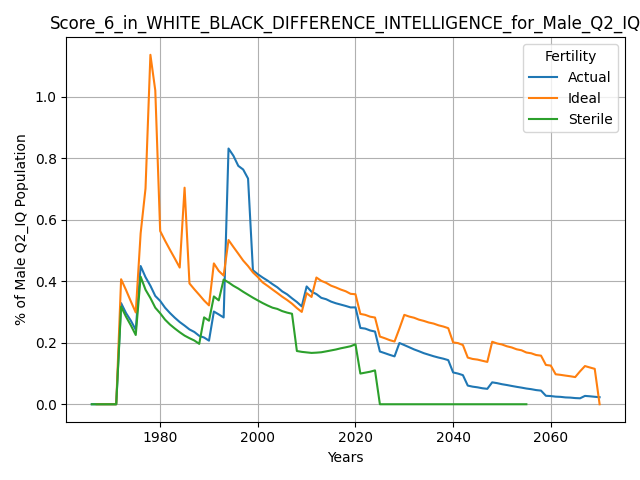 Score_6_in_WHITE_BLACK_DIFFERENCE_INTELLIGENCE_for_Male_Q2_IQ
Fertility
Actual
Ideal
Sterile
% of Male Q2_IQ Population
1.0
0.8
0.6
0.4
0.2
0.0
1980 2000 2020 2040 2060
Years